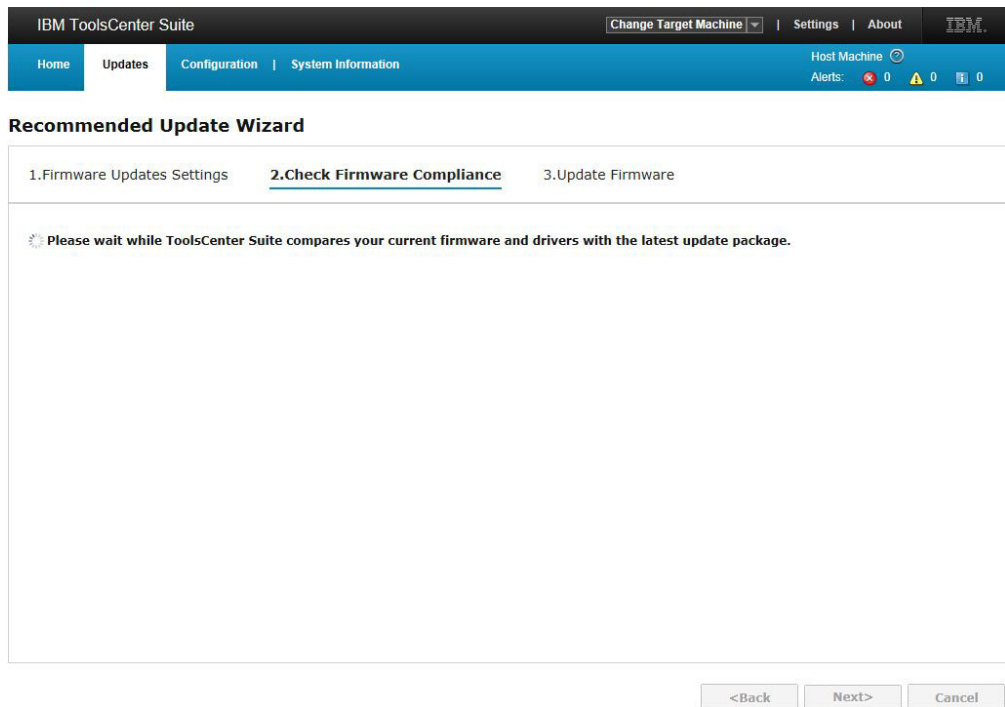 IBM ToolsCenter Suite
Change Target Machine | Settings | About IBM.
Home Updates Configuration | System Information
Host Machine ?
Alerts: 0 0 0
Recommended Update Wizard
1.Firmware Updates Settings 2.Check Firmware Compliance 3.Update Firmware
Please wait while ToolsCenter Suite compares your current firmware and drivers with the latest update package.
<Back Next> Cancel